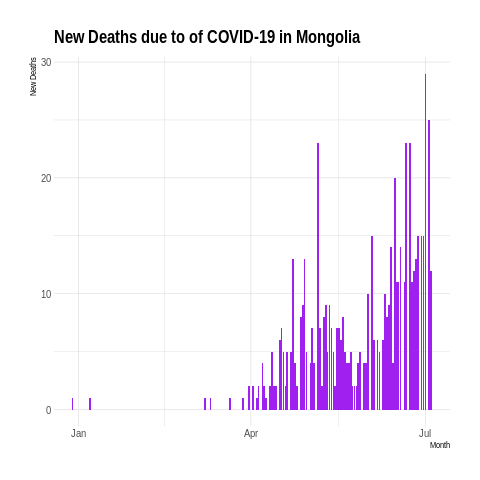 New Deaths due to of COVID-19 in Mongolia
New Deaths
30
20
10
0
Jan Apr Jul
Month